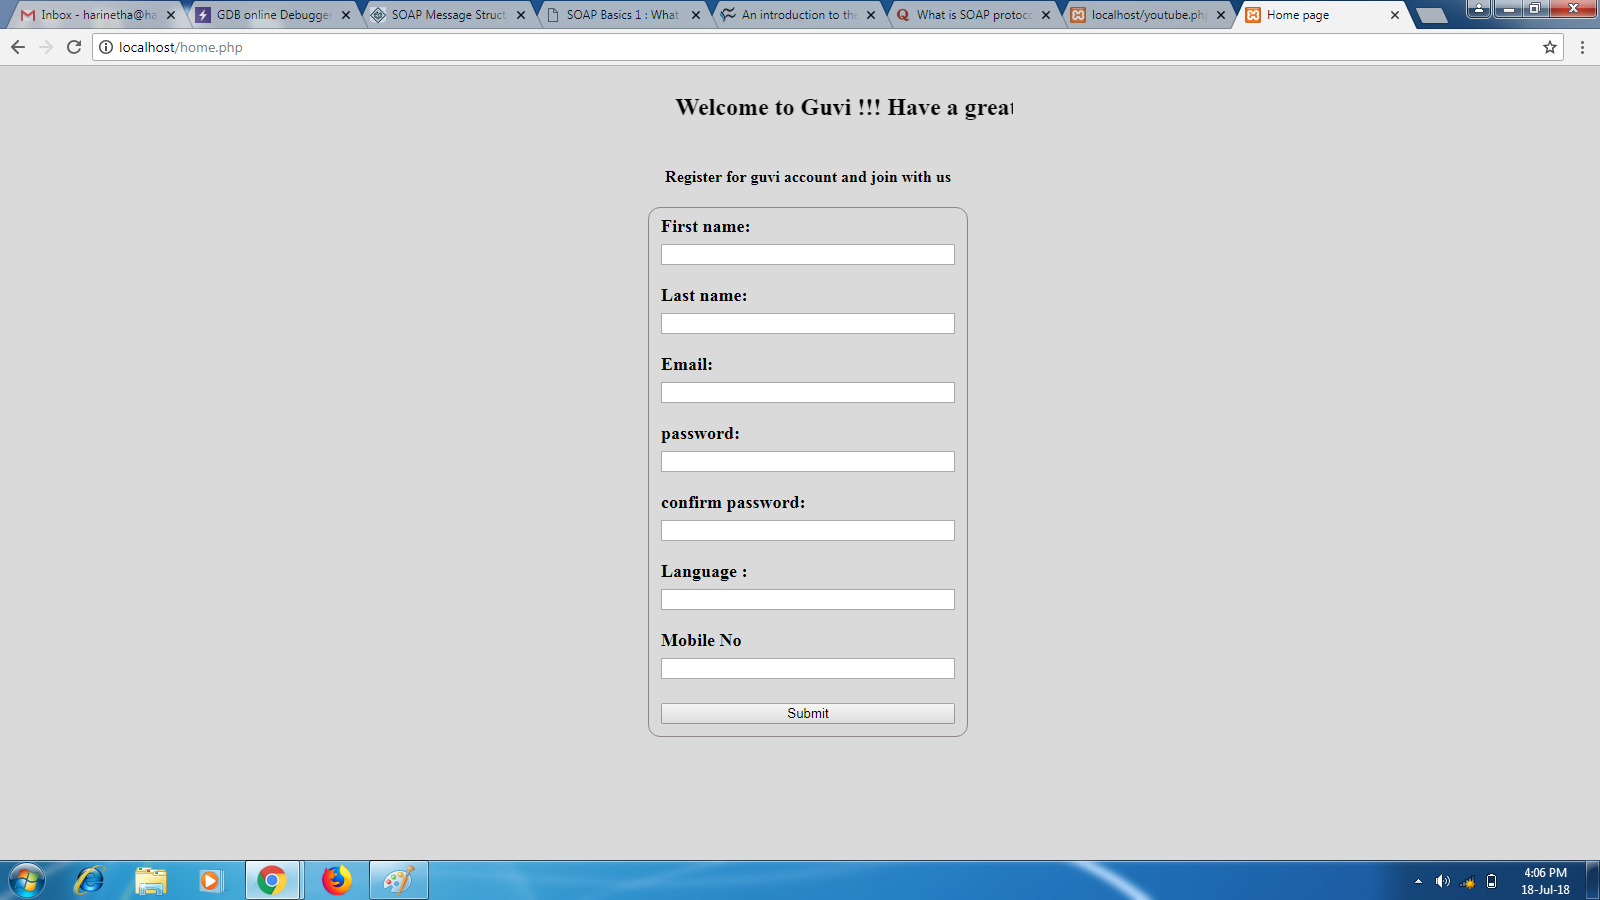 Inbox - harinetha@ha
GDB online Debugger
SOAP Message Struct
SOAP Basics 1 : What
An introduction to the
What is SOAP protoco
localhost/youtube.ph
Home page
localhost/home.php
Welcome to Guvi !!! Have a great
Register for guvi account and join with us
First name:
Last name:
Email:
password:
confirm password:
Language :
Mobile No
Submit
4:06 PM
18-Jul-18